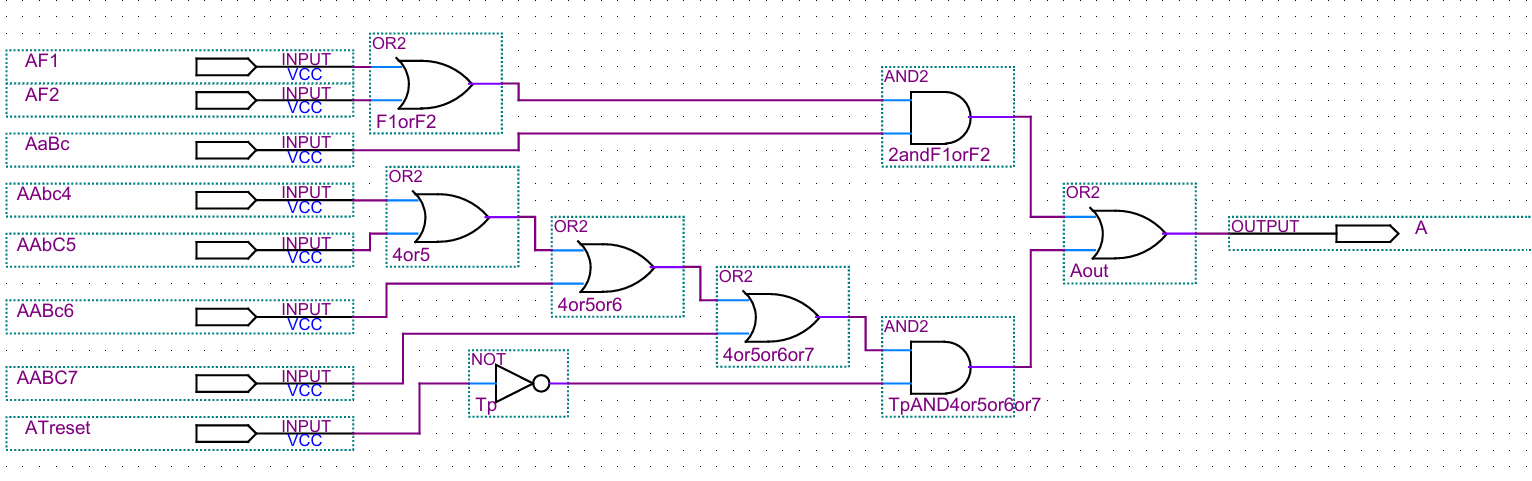 OR2
AF1 INPUT
VCC
AF2 INPUT
VCC
F1orF2
AND2
AaBc INPUT
VCC
2andF1orF2
OR2
AAbc4 INPUT
VCC
OR2
AAbC5 INPUT
VCC
4or5
OR2
OUTPUT A
Aout
OR2
AABc6 INPUT
VCC
4or5or6
AND2
4or5or6or7
NOT
AABC7 INPUT
VCC
Tp
TpAND4or5or6or7
ATreset INPUT
VCC